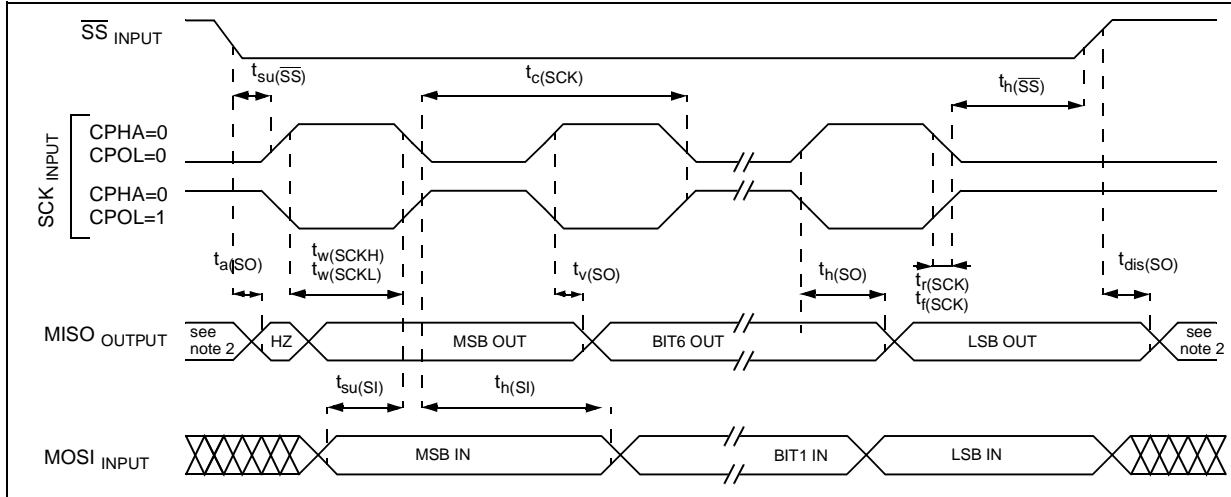 SS INPUT
tsu(SS)
tc(SCK)
th(SS)
SCK INPUT
CPHA=0
CPOL=0
CPHA=0
CPOL=1
ta(SO)
tw(SCKH)
tw(SCKL)
tv(SO)
th(SO)
tr(SCK)
tf(SCK)
tdis(SO)
MISO OUTPUT
see
note 2
HZ
MSB OUT
BIT6 OUT
LSB OUT
see
note 2
tsu(SI)
th(SI)
MOSI INPUT
MSB IN
BIT1 IN
LSB IN